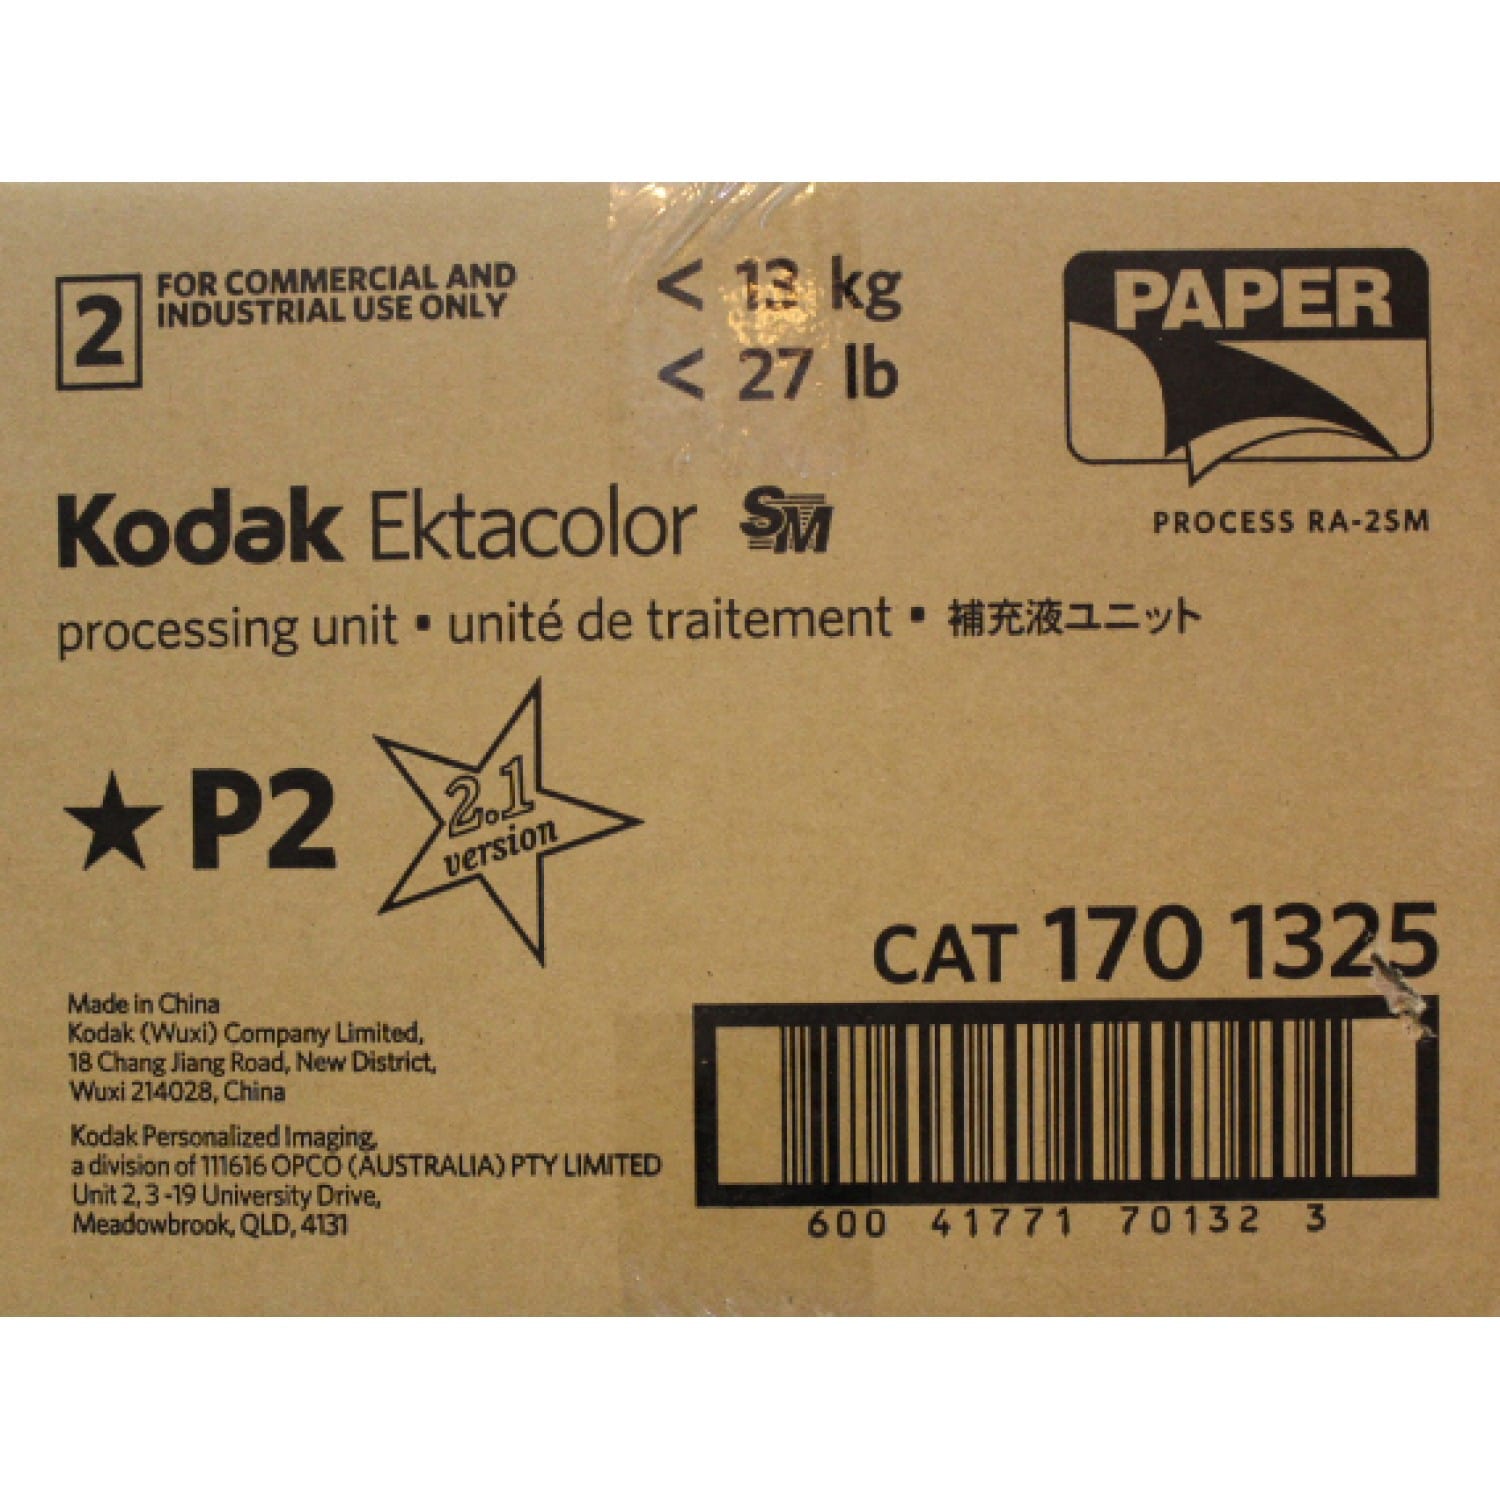 2
FOR COMMERCIAL AND
INDUSTRIAL USE ONLY
< 13 kg
< 27 lb
PAPER
PROCESS RA-2SM
Kodak Ektacolor SM
processing unit ▪ unité de traitement ▪ 補充液ユニット
★ P2
2.1
version
CAT 170 1325
Made in China
Kodak (Wuxi) Company Limited,
18 Chang Jiang Road, New District,
Wuxi 214028, China
Kodak Personalized Imaging,
a division of 111616 OPCO (AUSTRALIA) PTY LIMITED
Unit 2, 3 -19 University Drive,
Meadowbrook, QLD, 4131
600 41771 70132 3